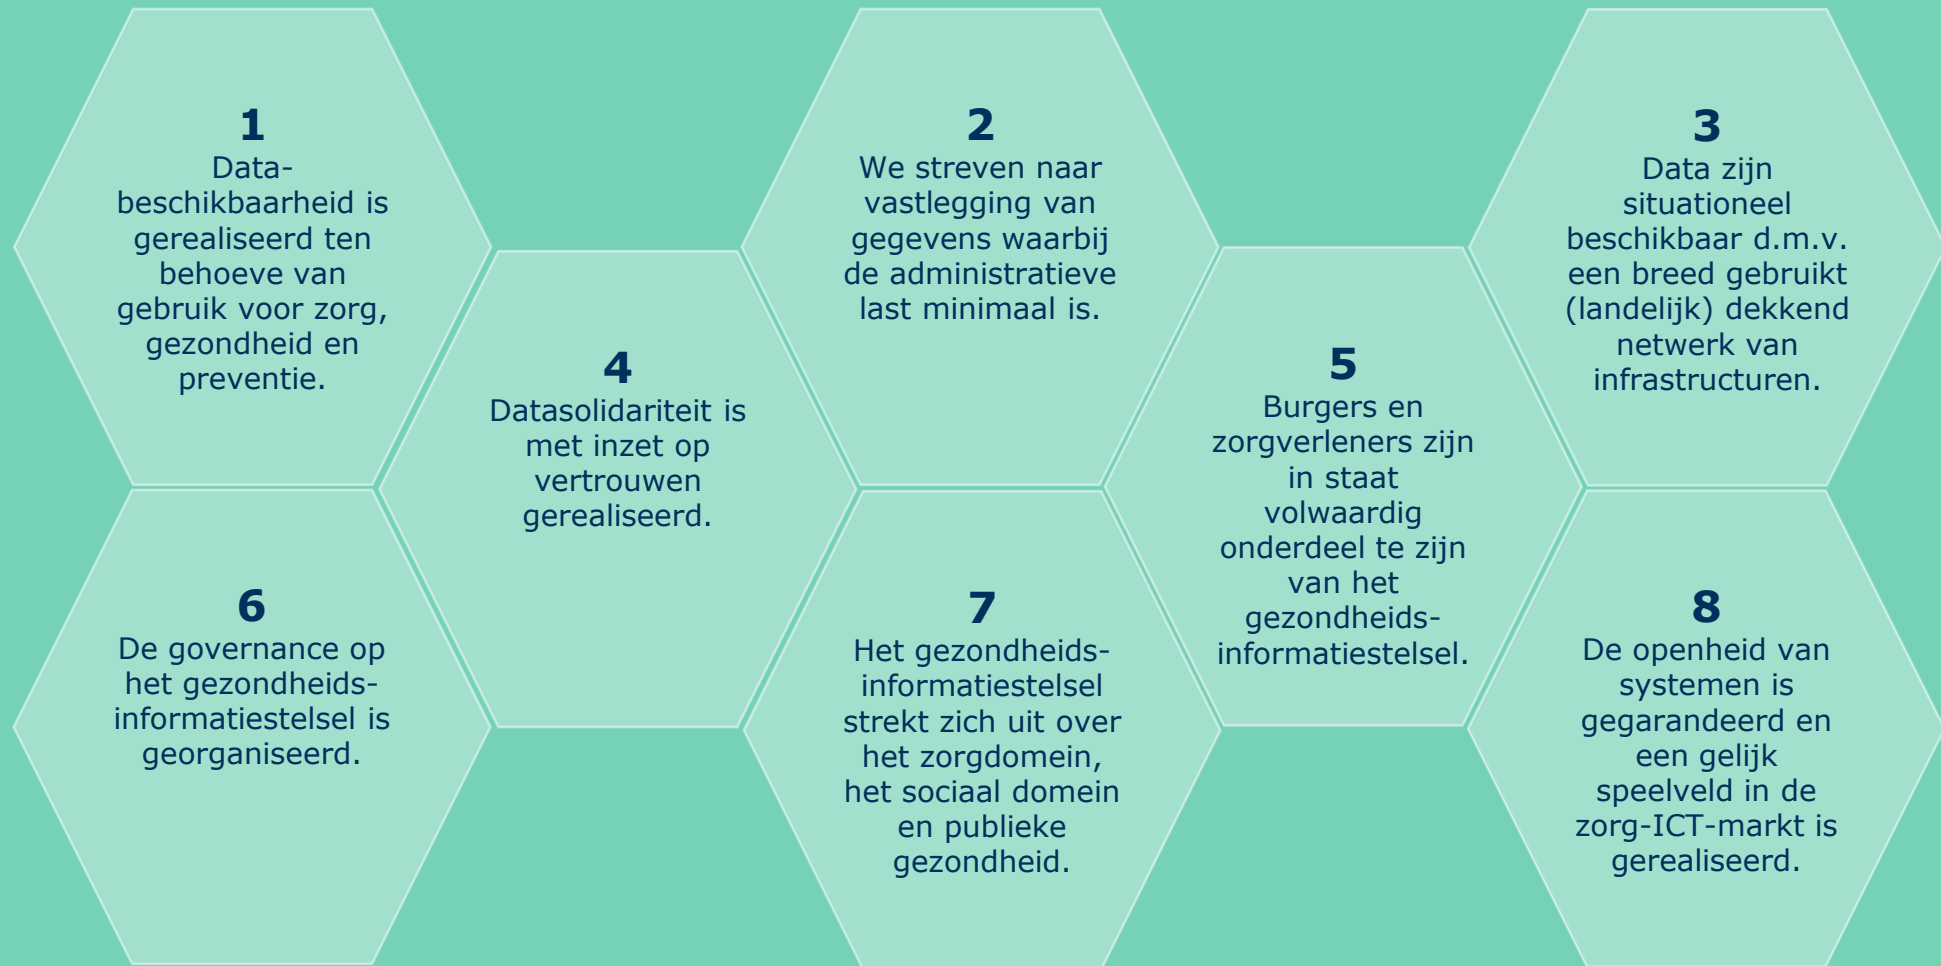 1
Data-
beschikbaarheid is
gerealiseerd ten
behoeve van
gebruik voor zorg,
gezondheid en
preventie.
2
We streven naar
vastlegging van
gegevens waarbij
de administratieve
last minimaal is.
3
Data zijn
situationeel
beschikbaar d.m.v.
een breed gebruikt
(landelijk) dekkend
netwerk van
infrastructuren.
4
Datasolidariteit is
met inzet op
vertrouwen
gerealiseerd.
5
Burgers en
zorgverleners zijn
in staat
volwaardig
onderdeel te zijn
van het
gezondheids-
informatiestelsel.
6
De governance op
het gezondheids-
informatiestelsel is
georganiseerd.
7
Het gezondheids-
informatiestelsel
strekt zich uit over
het zorgdomein,
het sociaal domein
en publieke
gezondheid.
8
De openheid van
systemen is
gegarandeerd en
een gelijk
speelveld in de
zorg-ICT-markt is
gerealiseerd.